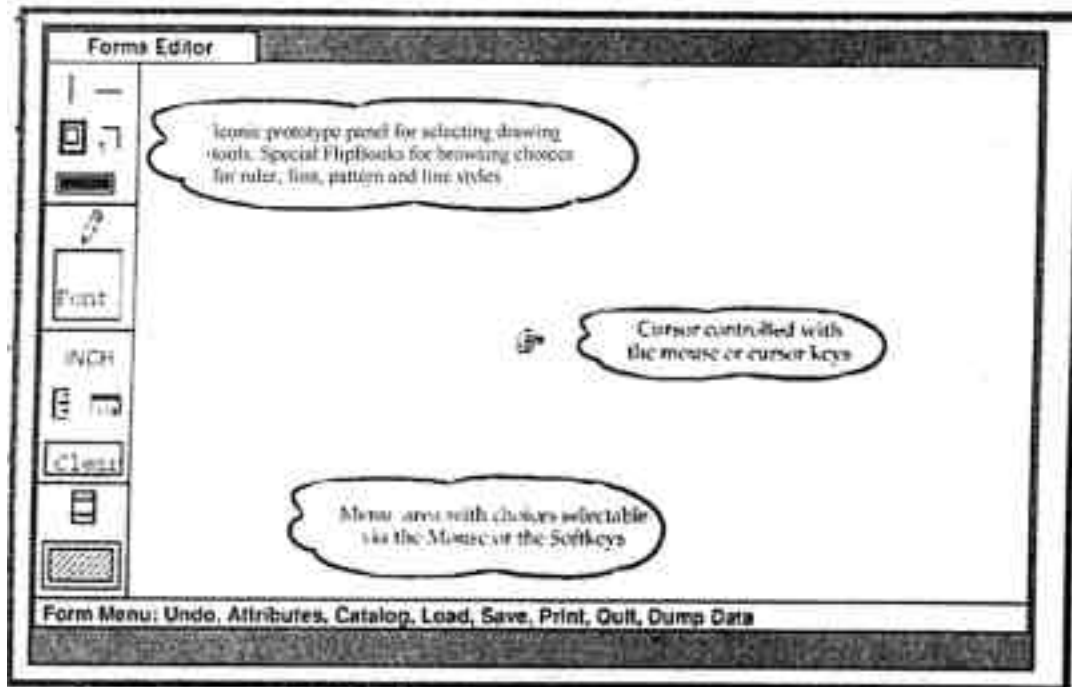 Forms Editor
Iconic prototype panel for selecting drawing
tools. Special FlipBooks for browsing choices
for ruler, font, pattern and line styles
Font
INCH
Clear
Cursor controlled with
the mouse or cursor keys
Menu area with choices selectable
via the Mouse or the Softkeys
Form Menu: Undo, Attributes, Catalog, Load, Save, Print, Quit, Dump Data